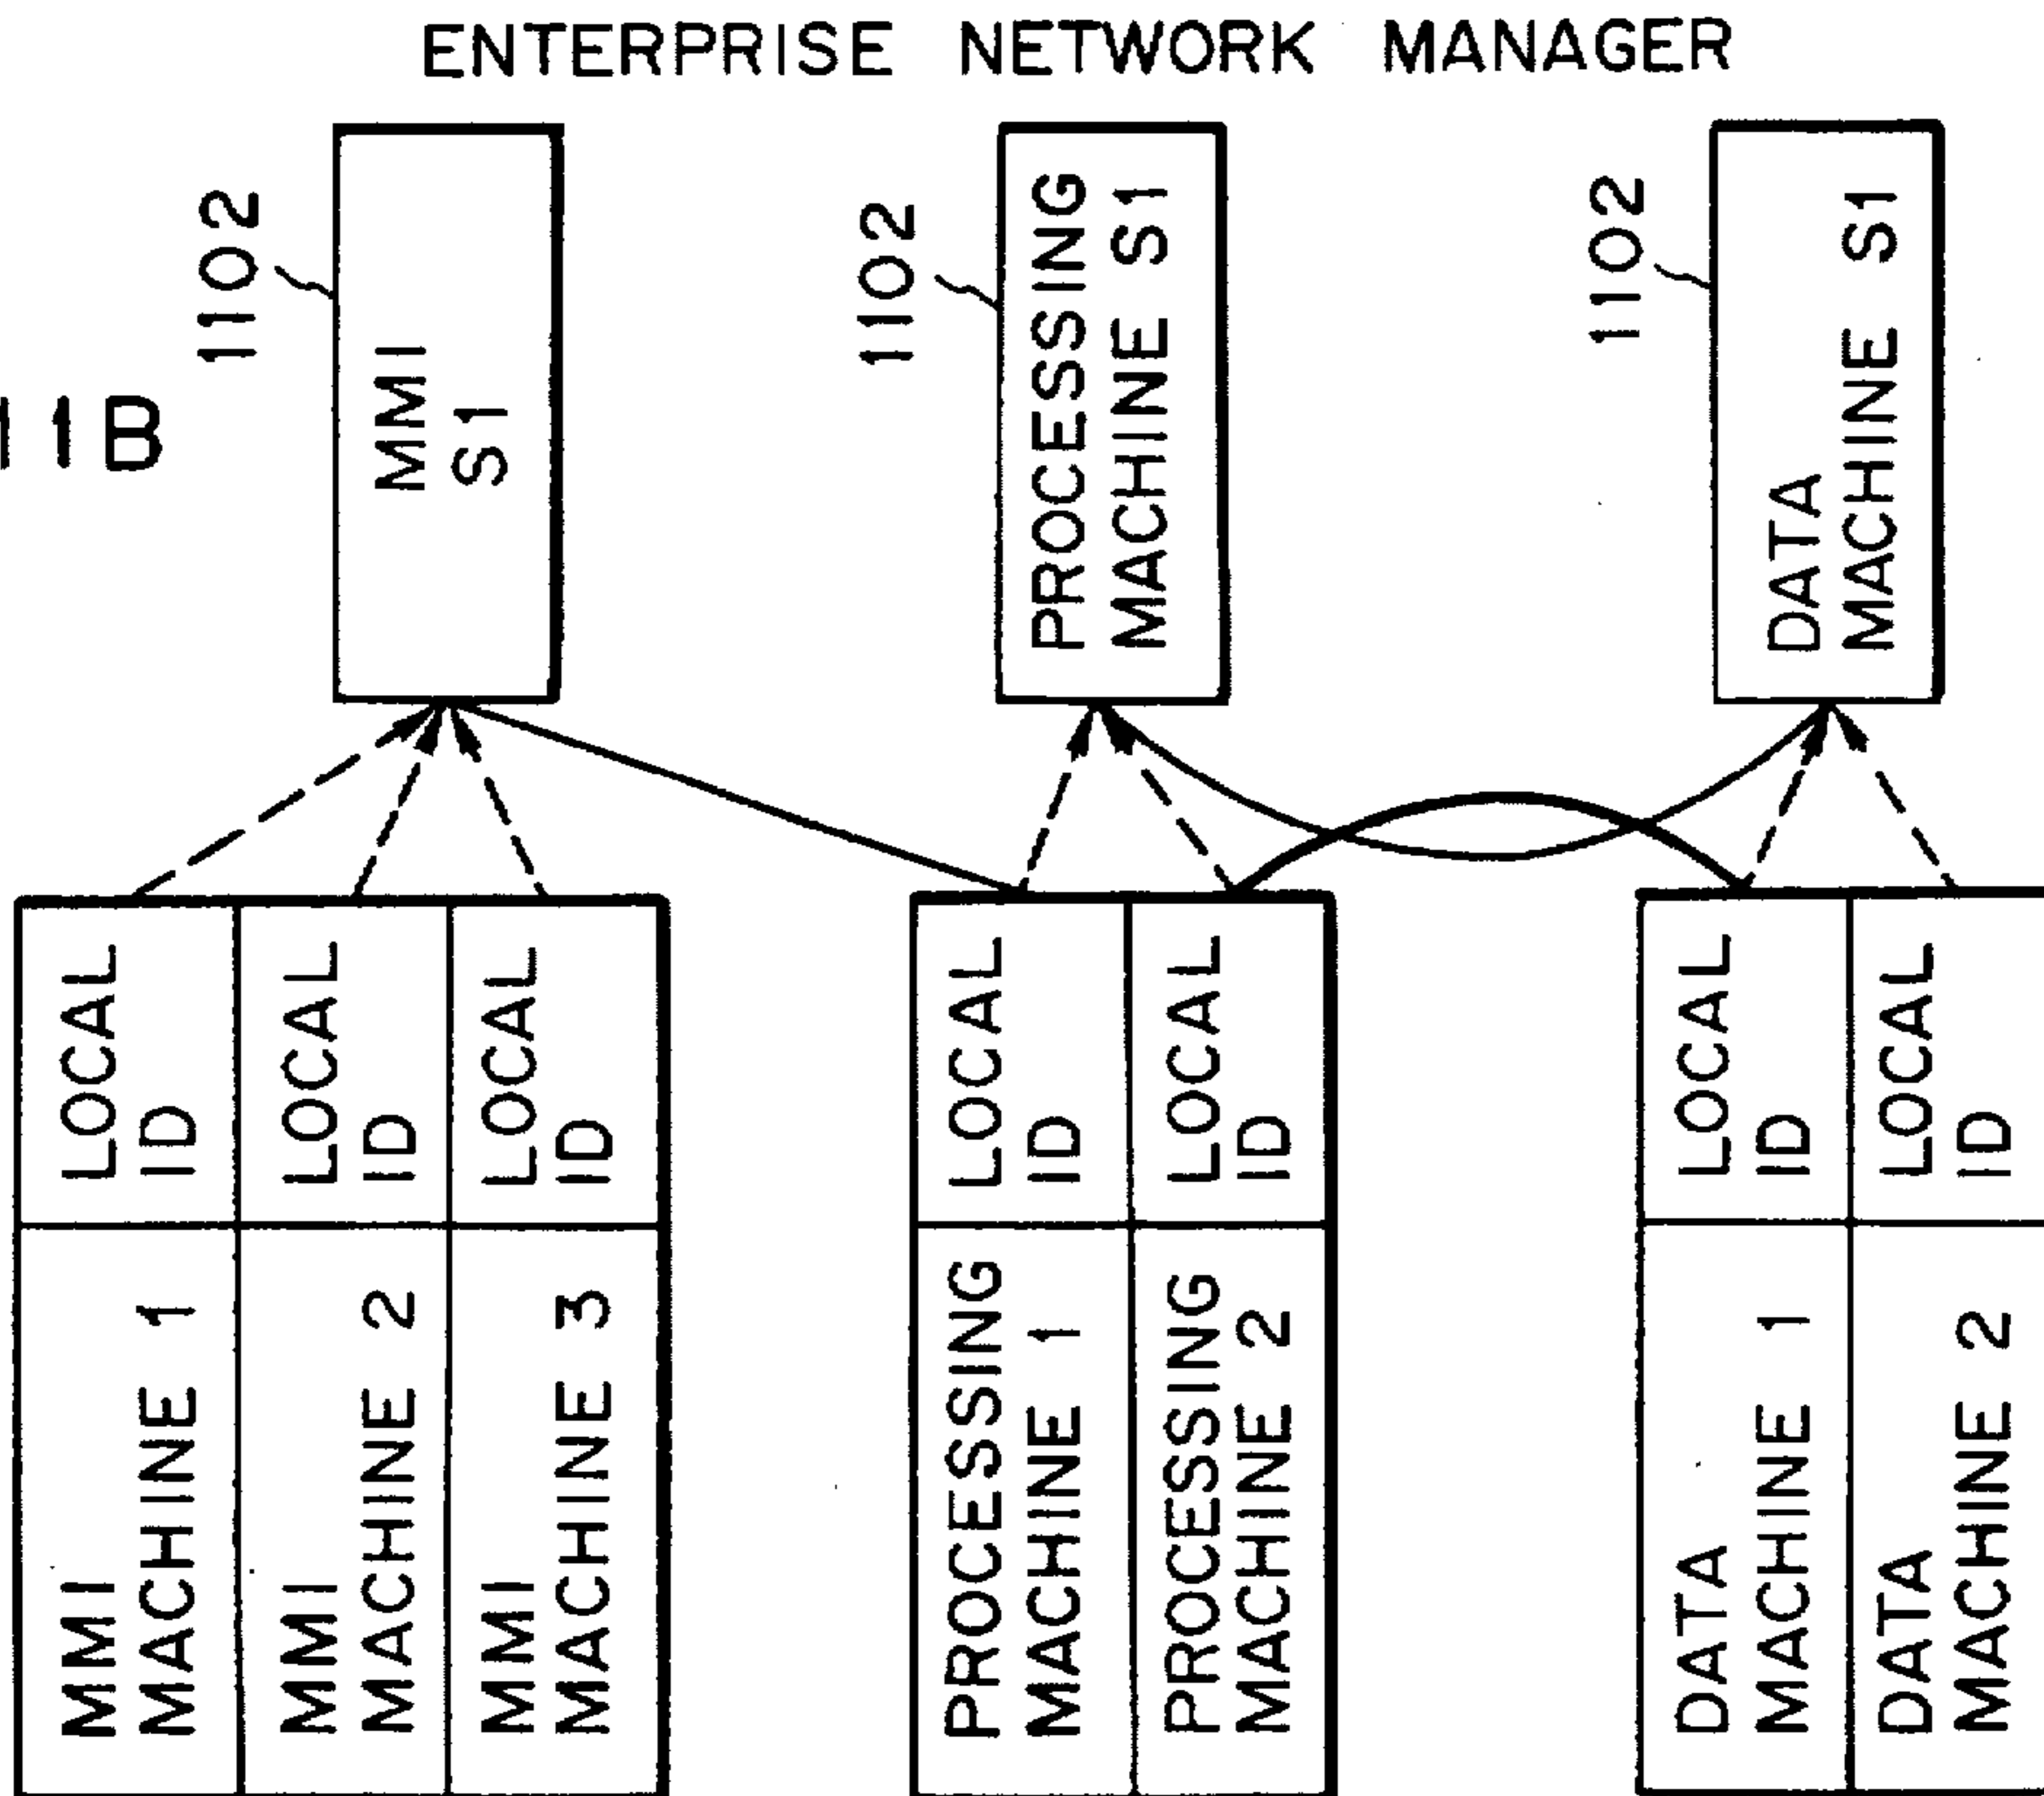 ENTERPRISE NETWORK MANAGER
11B
1102
MMI
S1
1102
PROCESSING
MACHINE S1
1102
DATA
MACHINE S1
MMI
MACHINE 1
LOCAL
ID
MMI
MACHINE 2
LOCAL
ID
MMI
MACHINE 3
LOCAL
ID
PROCESSING
MACHINE 1
LOCAL
ID
PROCESSING
MACHINE 2
LOCAL
ID
DATA
MACHINE 1
LOCAL
ID
DATA
MACHINE 2
LOCAL
ID